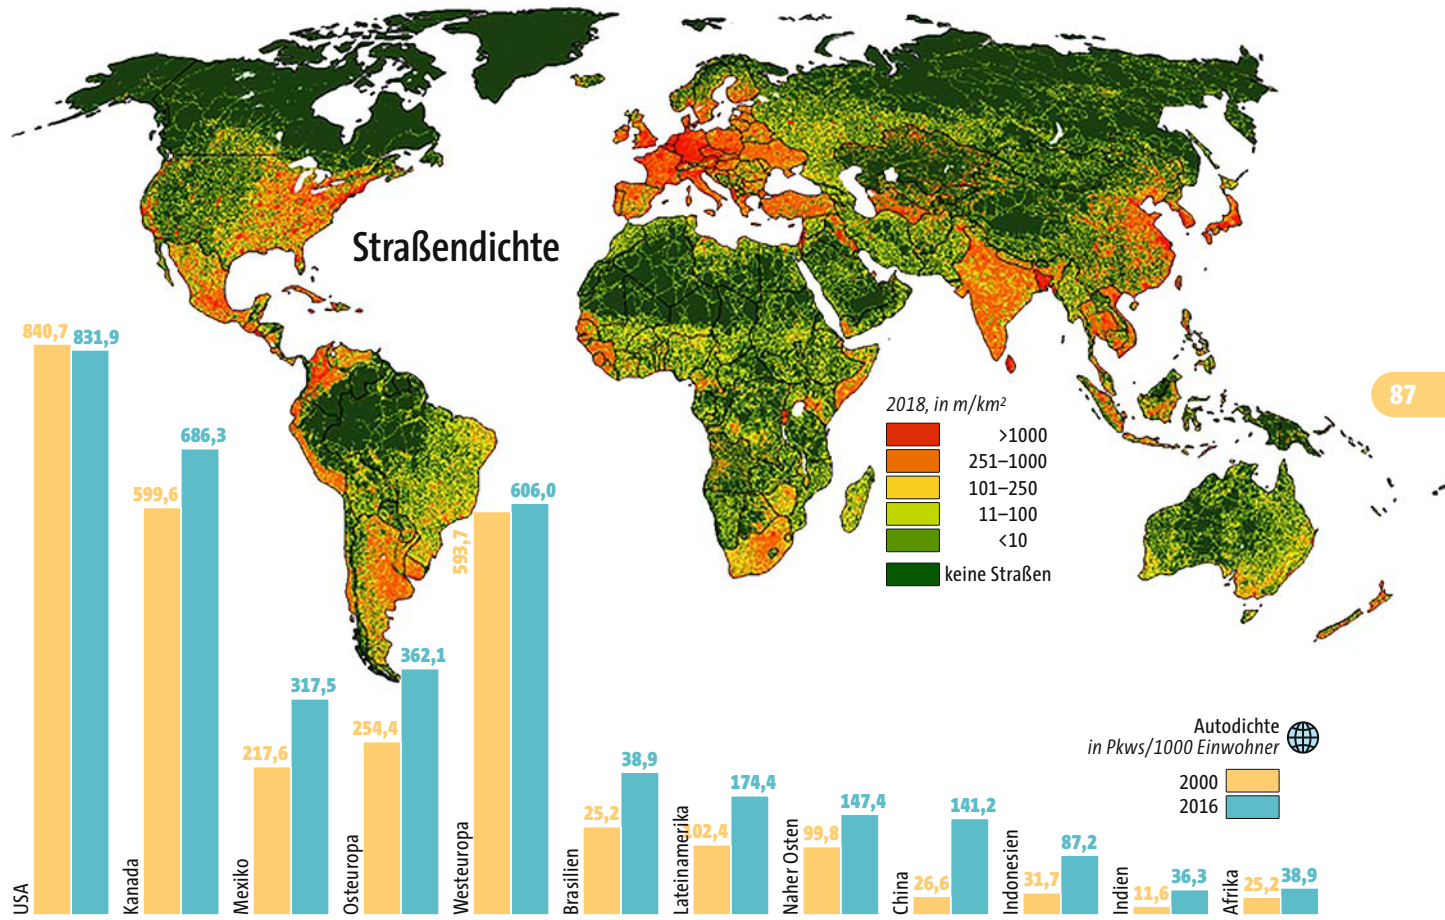 Straßendichte
87
2018, in m/km²
>1000
251–1000
101–250
11–100
<10
keine Straßen
Autodichte
in Pkws/1000 Einwohner
2000
2016
USA
840,7
831,9
Kanada
599,6
686,3
Mexiko
217,6
317,5
Osteuropa
254,4
362,1
Westeuropa
593,7
606,0
Brasilien
25,2
38,9
Lateinamerika
102,4
174,4
Naher Osten
99,8
147,4
China
26,6
141,2
Indonesien
31,7
87,2
Indien
11,6
36,3
Afrika
25,2
38,9